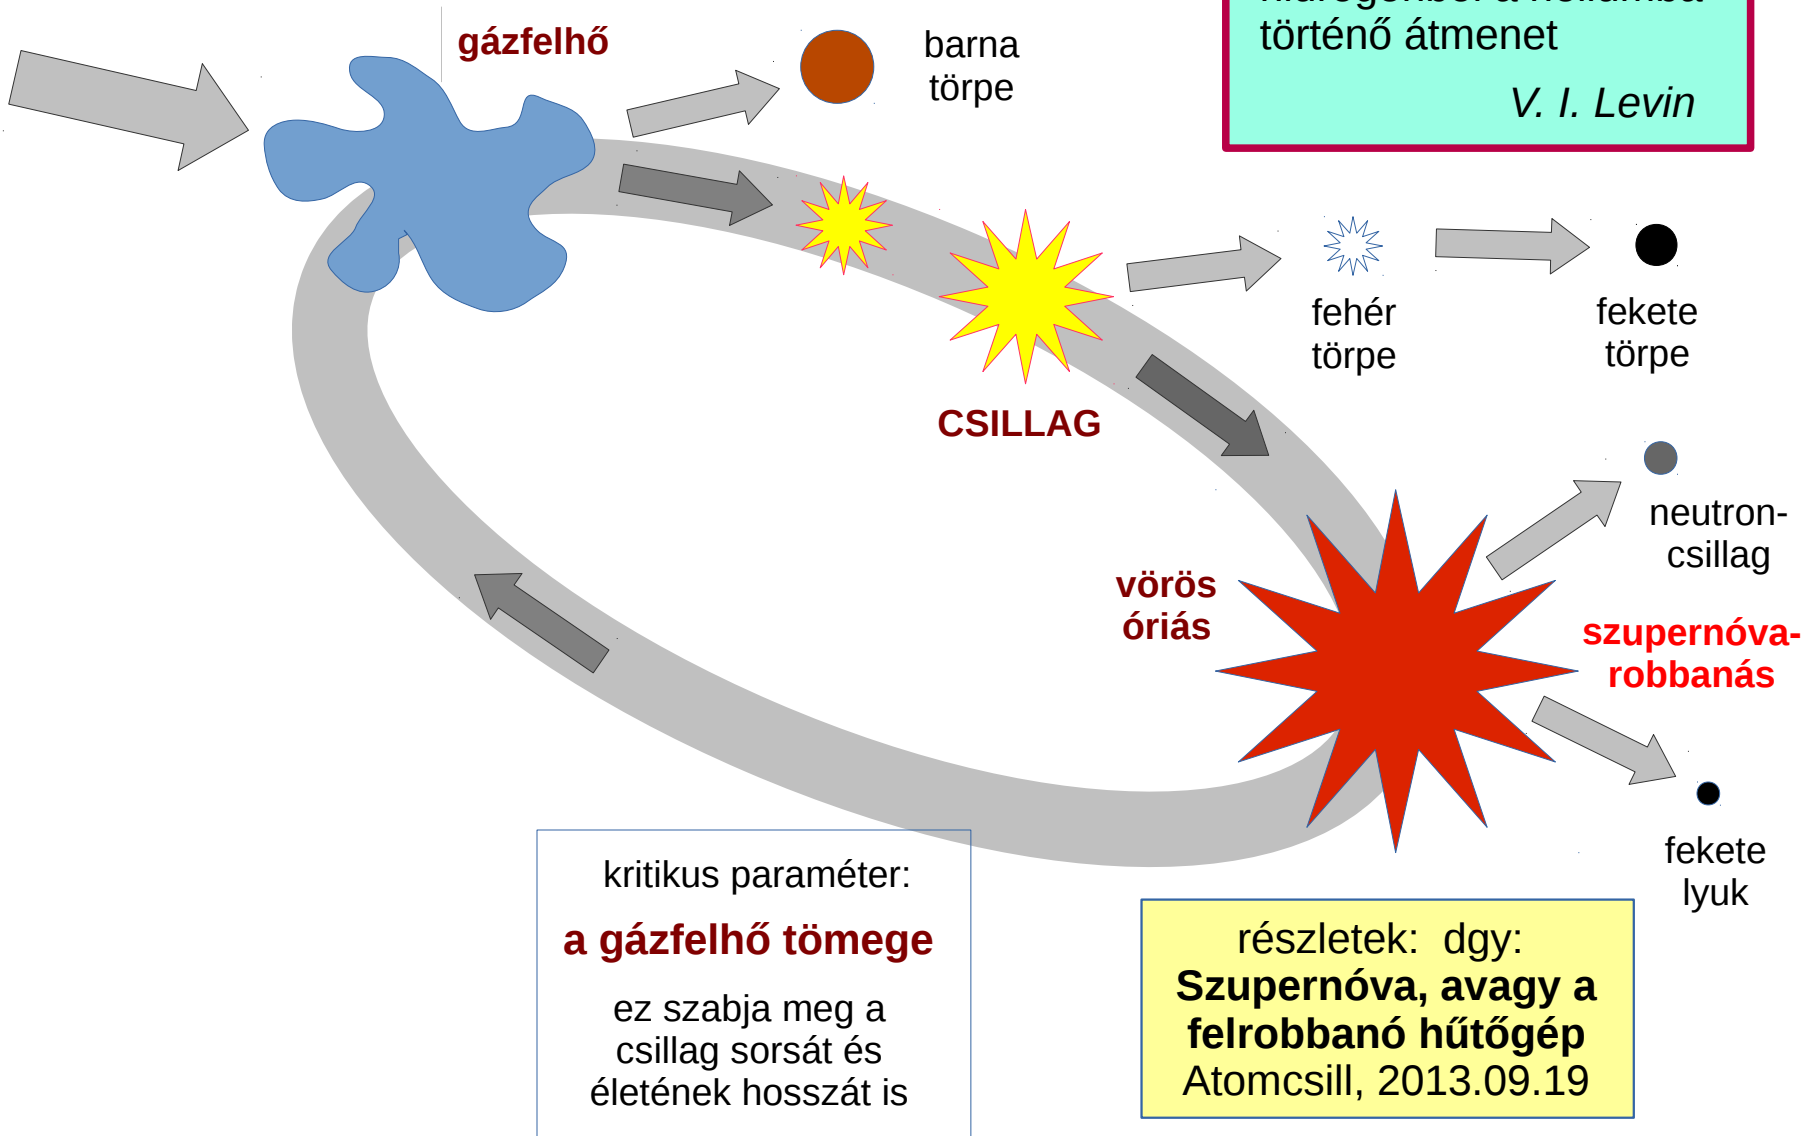 gázfelhő
barna
törpe
történő átmenet
V. I. Levin
fehér
törpe
fekete
törpe
CSILLAG
neutron-
csillag
vörös
óriás
szupernóva-
robbanás
fekete
lyuk
kritikus paraméter:
a gázfelhő tömege
ez szabja meg a
csillag sorsát és
életének hosszát is
részletek: dgy:
Szupernóva, avagy a
felrobbanó hűtőgép
Atomcsill, 2013.09.19